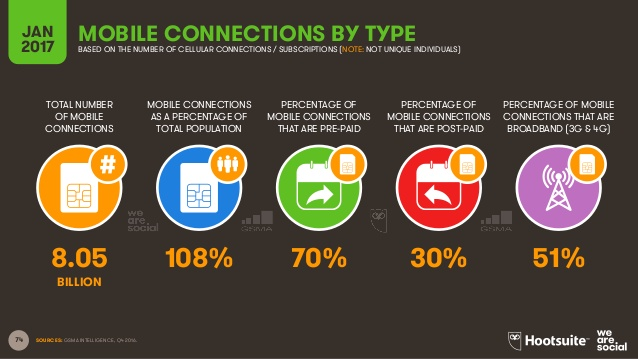 JAN
2017
MOBILE CONNECTIONS BY TYPE
BASED ON THE NUMBER OF CELLULAR CONNECTIONS / SUBSCRIPTIONS (NOTE: NOT UNIQUE INDIVIDUALS)
TOTAL NUMBER
OF MOBILE
CONNECTIONS
MOBILE CONNECTIONS
AS A PERCENTAGE OF
TOTAL POPULATION
PERCENTAGE OF
MOBILE CONNECTIONS
THAT ARE PRE-PAID
PERCENTAGE OF
MOBILE CONNECTIONS
THAT ARE POST-PAID
PERCENTAGE OF MOBILE
CONNECTIONS THAT ARE
BROADBAND (3G & 4G)
#
we
are
social
GSMA
GSMA
8.05
BILLION
108%
70%
30%
51%
74
SOURCES: GSMA INTELLIGENCE, Q4 2016.
Hootsuite™
we
are
social